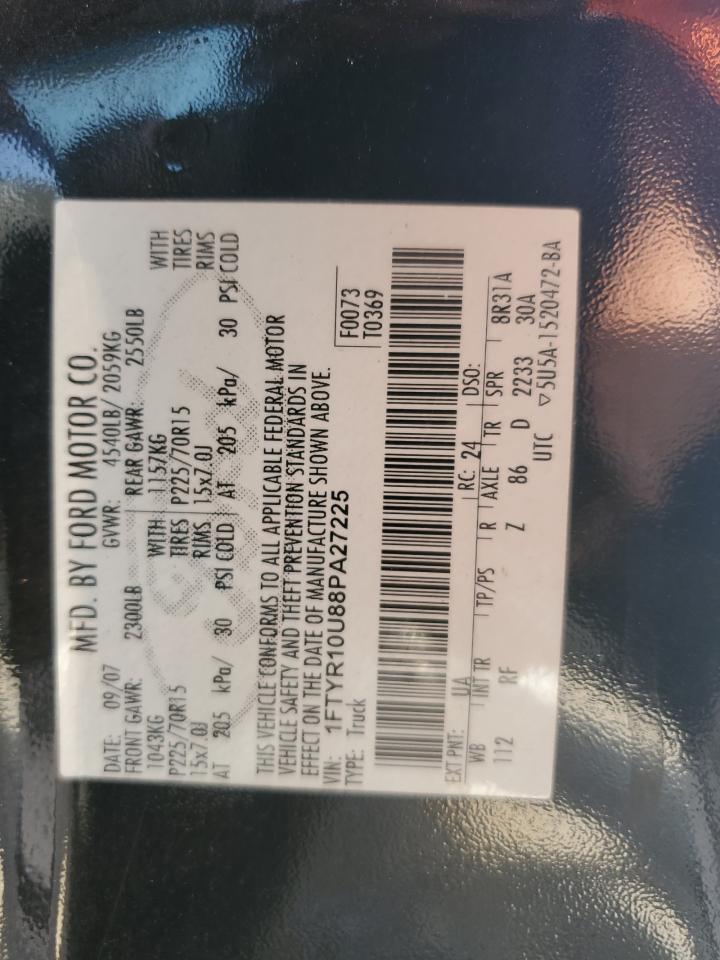 MFD. BY FORD MOTOR CO.
DATE: 09/07 GVWR: 4540LB/ 2059KG
FRONT GAWR: 2300LB REAR GAWR: 2550LB
1043KG WITH 1157KG WITH
P225/70R15 TIRES P225/70R15 TIRES
15x7.0J RIMS 15x7.0J RIMS
AT 205 kPa/ 30 PSI COLD AT 205 kPa/ 30 PSI COLD
THIS VEHICLE CONFORMS TO ALL APPLICABLE FEDERAL MOTOR
VEHICLE SAFETY AND THEFT PREVENTION STANDARDS IN
EFFECT ON THE DATE OF MANUFACTURE SHOWN ABOVE.
VIN: 1FTYR10U88PA27225 F0073
TYPE: Truck T0369
EXT PNT: UA RC: 24 DSO:
WB INT TR TP/PS R AXLE TR SPR
112 RF Z 86 D 2233 8R31A
30A
UTC ▽5U5A-1520472-BA